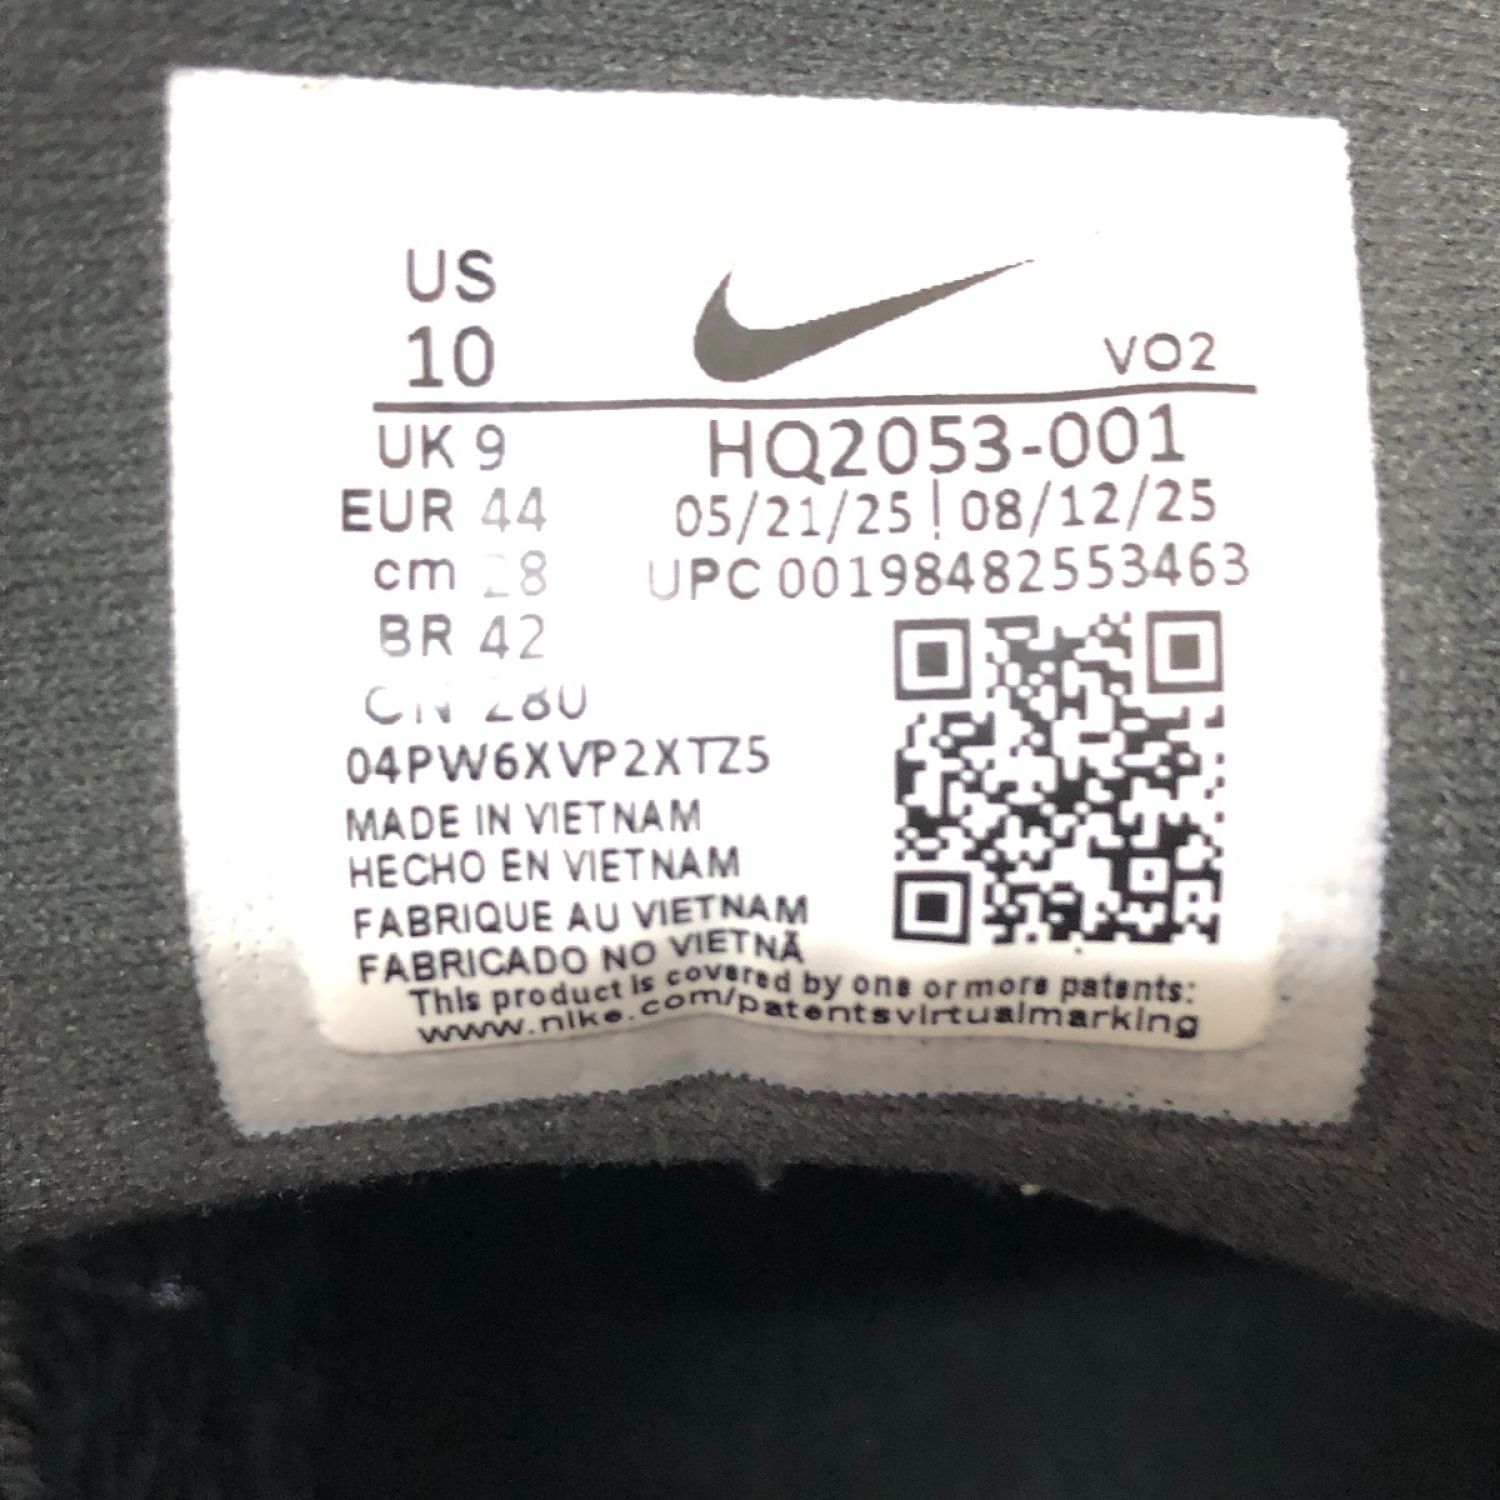 US
10
VO2
UK 9
HQ2053-001
EUR 44
05/21/25 | 08/12/25
cm 28
UPC 00198482553463
BR 42
CN 280
04PW6XVP2XTZ5
MADE IN VIETNAM
HECHO EN VIETNAM
FABRIQUE AU VIETNAM
FABRICADO NO VIETNÃ
This product is covered by one or more patents:
www.nike.com/patentsvirtualmarking